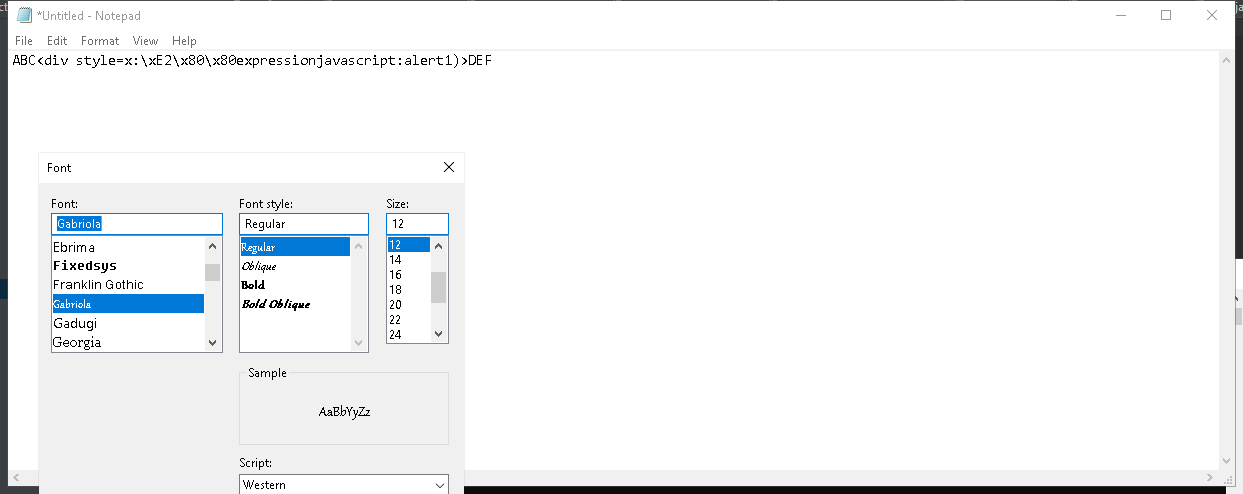 *Untitled - Notepad
File Edit Format View Help
ABC<div style=x:\xE2\x80\x80expressionjavascript:alert1)>DEF
Font
Font: Font style: Size:
Gabriola Regular 12
Ebrima Regular 12
Fixedsys Oblique 14
Franklin Gothic Bold 16
Gabriola Bold Oblique 18
Gadugi 20
Georgia 22
24
Sample
AaBbYyZz
Script:
Western